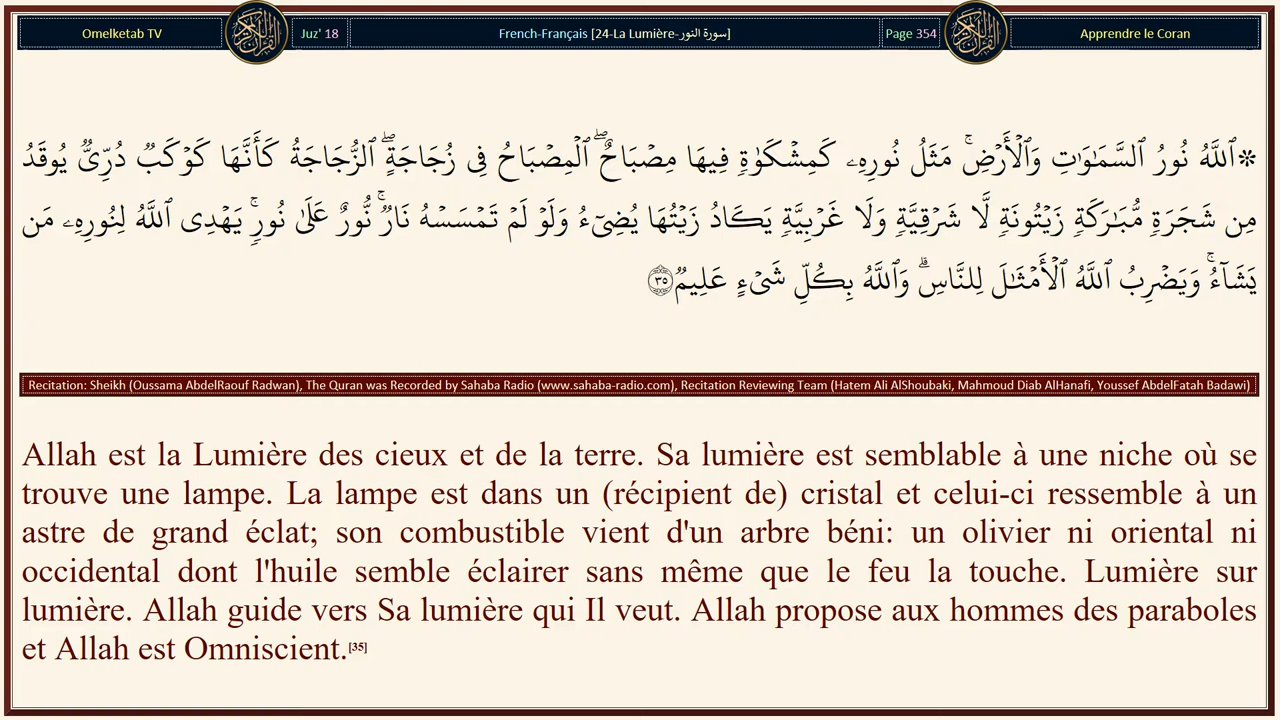 Omelketab TV
Juz' 18
French-Français [24-La Lumière-سورة النور]
Page 354
Apprendre le Coran
۞ ٱللَّهُ نُورُ ٱلسَّمَٰوَٰتِ وَٱلۡأَرۡضِۚ مَثَلُ نُورِهِۦ كَمِشۡكَوٰةٖ فِيهَا مِصۡبَاحٌۖ ٱلۡمِصۡبَاحُ فِي زُجَاجَةٍۖ ٱلزُّجَاجَةُ كَأَنَّهَا كَوۡكَبٞ دُرِّيّٞ يُوقَدُ
مِن شَجَرَةٖ مُّبَٰرَكَةٖ زَيۡتُونَةٖ لَّا شَرۡقِيَّةٖ وَلَا غَرۡبِيَّةٖ يَكَادُ زَيۡتُهَا يُضِيٓءُ وَلَوۡ لَمۡ تَمۡسَسۡهُ نَارٞۚ نُّورٌ عَلَىٰ نُورٖۚ يَهۡدِي ٱللَّهُ لِنُورِهِۦ مَن
يَشَآءُۚ وَيَضۡرِبُ ٱللَّهُ ٱلۡأَمۡثَٰلَ لِلنَّاسِۗ وَٱللَّهُ بِكُلِّ شَيۡءٍ عَلِيمٞ ٣٥
Recitation: Sheikh (Oussama AbdelRaouf Radwan), The Quran was Recorded by Sahaba Radio (www.sahaba-radio.com), Recitation Reviewing Team (Hatem Ali AlShoubaki, Mahmoud Diab AlHanafi, Youssef AbdelFatah Badawi)
Allah est la Lumière des cieux et de la terre. Sa lumière est semblable à une niche où se
trouve une lampe. La lampe est dans un (récipient de) cristal et celui-ci ressemble à un
astre de grand éclat; son combustible vient d'un arbre béni: un olivier ni oriental ni
occidental dont l'huile semble éclairer sans même que le feu la touche. Lumière sur
lumière. Allah guide vers Sa lumière qui Il veut. Allah propose aux hommes des paraboles
et Allah est Omniscient.[35]